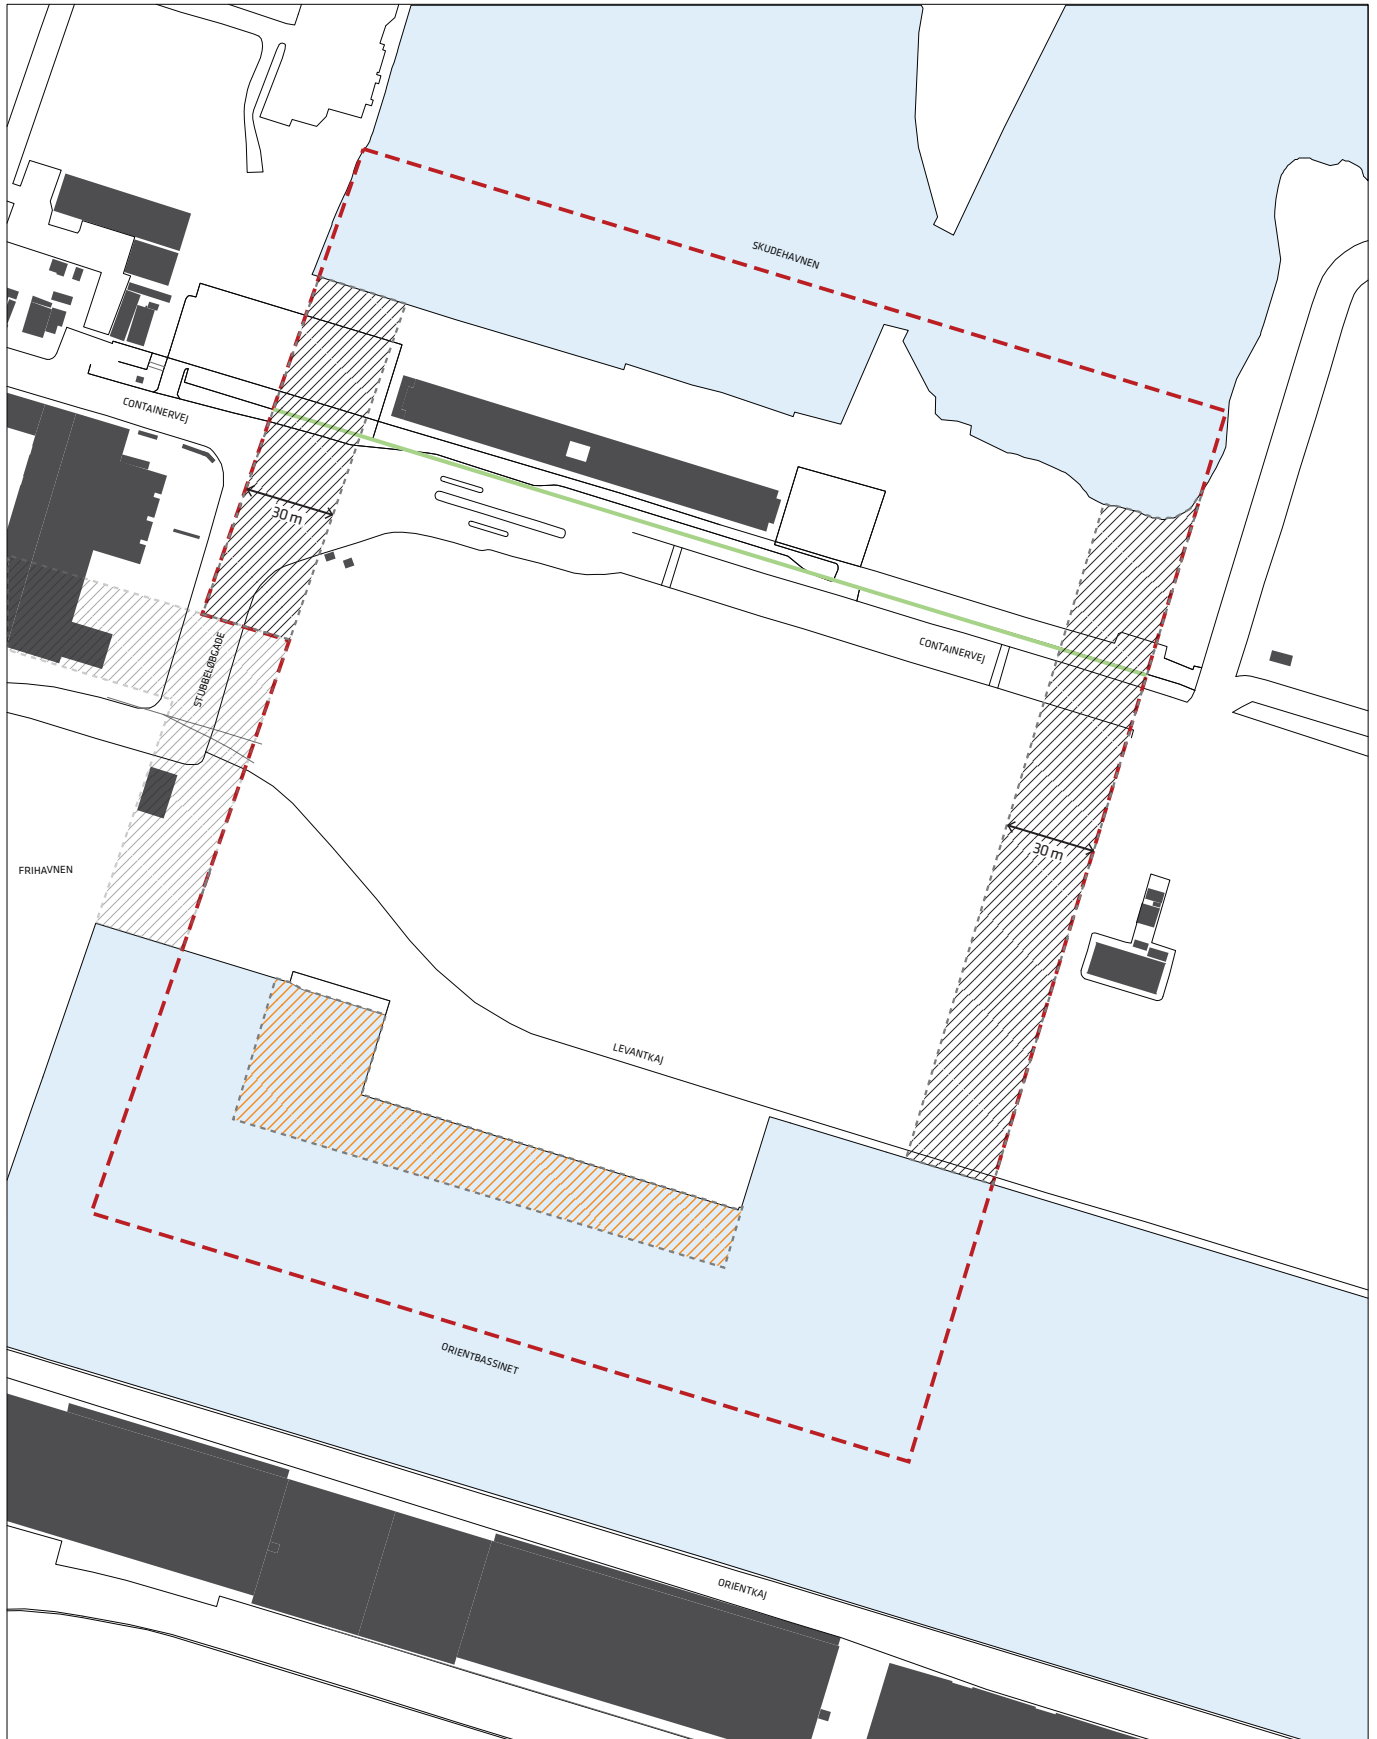 SKUDEHAVNEN
CONTAINERVEJ
30 m
STUBBELØBGADE
CONTAINERVEJ
30 m
FRIHAVNEN
LEVANTKAJ
ORIENTBASSINET
ORIENTKAJ